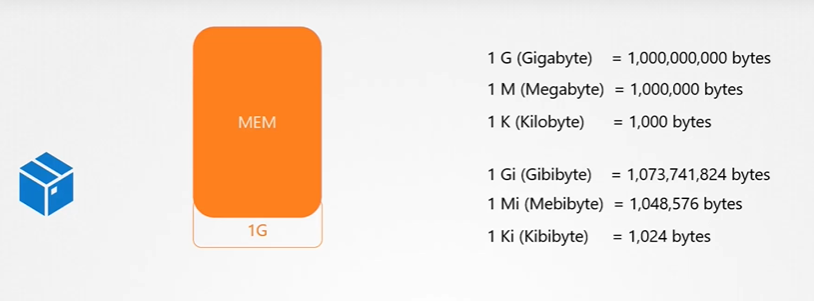 MEM
1G
1 G (Gigabyte) = 1,000,000,000 bytes
1 M (Megabyte) = 1,000,000 bytes
1 K (Kilobyte) = 1,000 bytes
1 Gi (Gibibyte) = 1,073,741,824 bytes
1 Mi (Mebibyte) = 1,048,576 bytes
1 Ki (Kibibyte) = 1,024 bytes